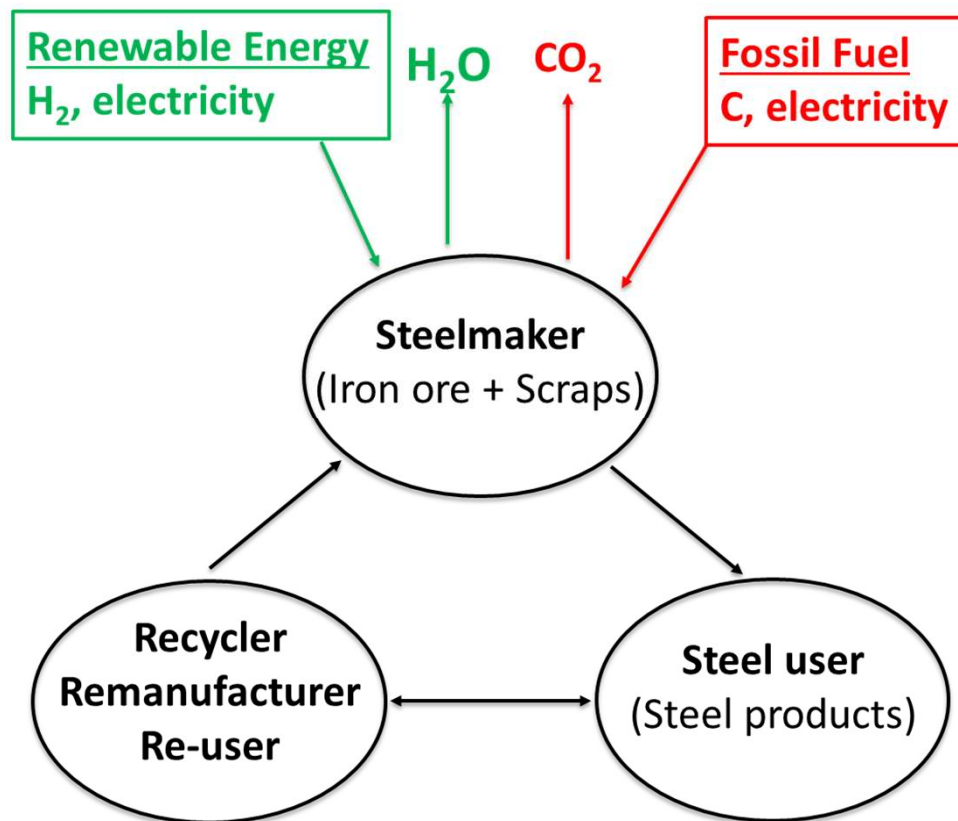 Renewable Energy
H₂, electricity
H₂O
CO₂
Fossil Fuel
C, electricity
Steelmaker
(Iron ore + Scraps)
Recycler
Remanufacturer
Re-user
Steel user
(Steel products)